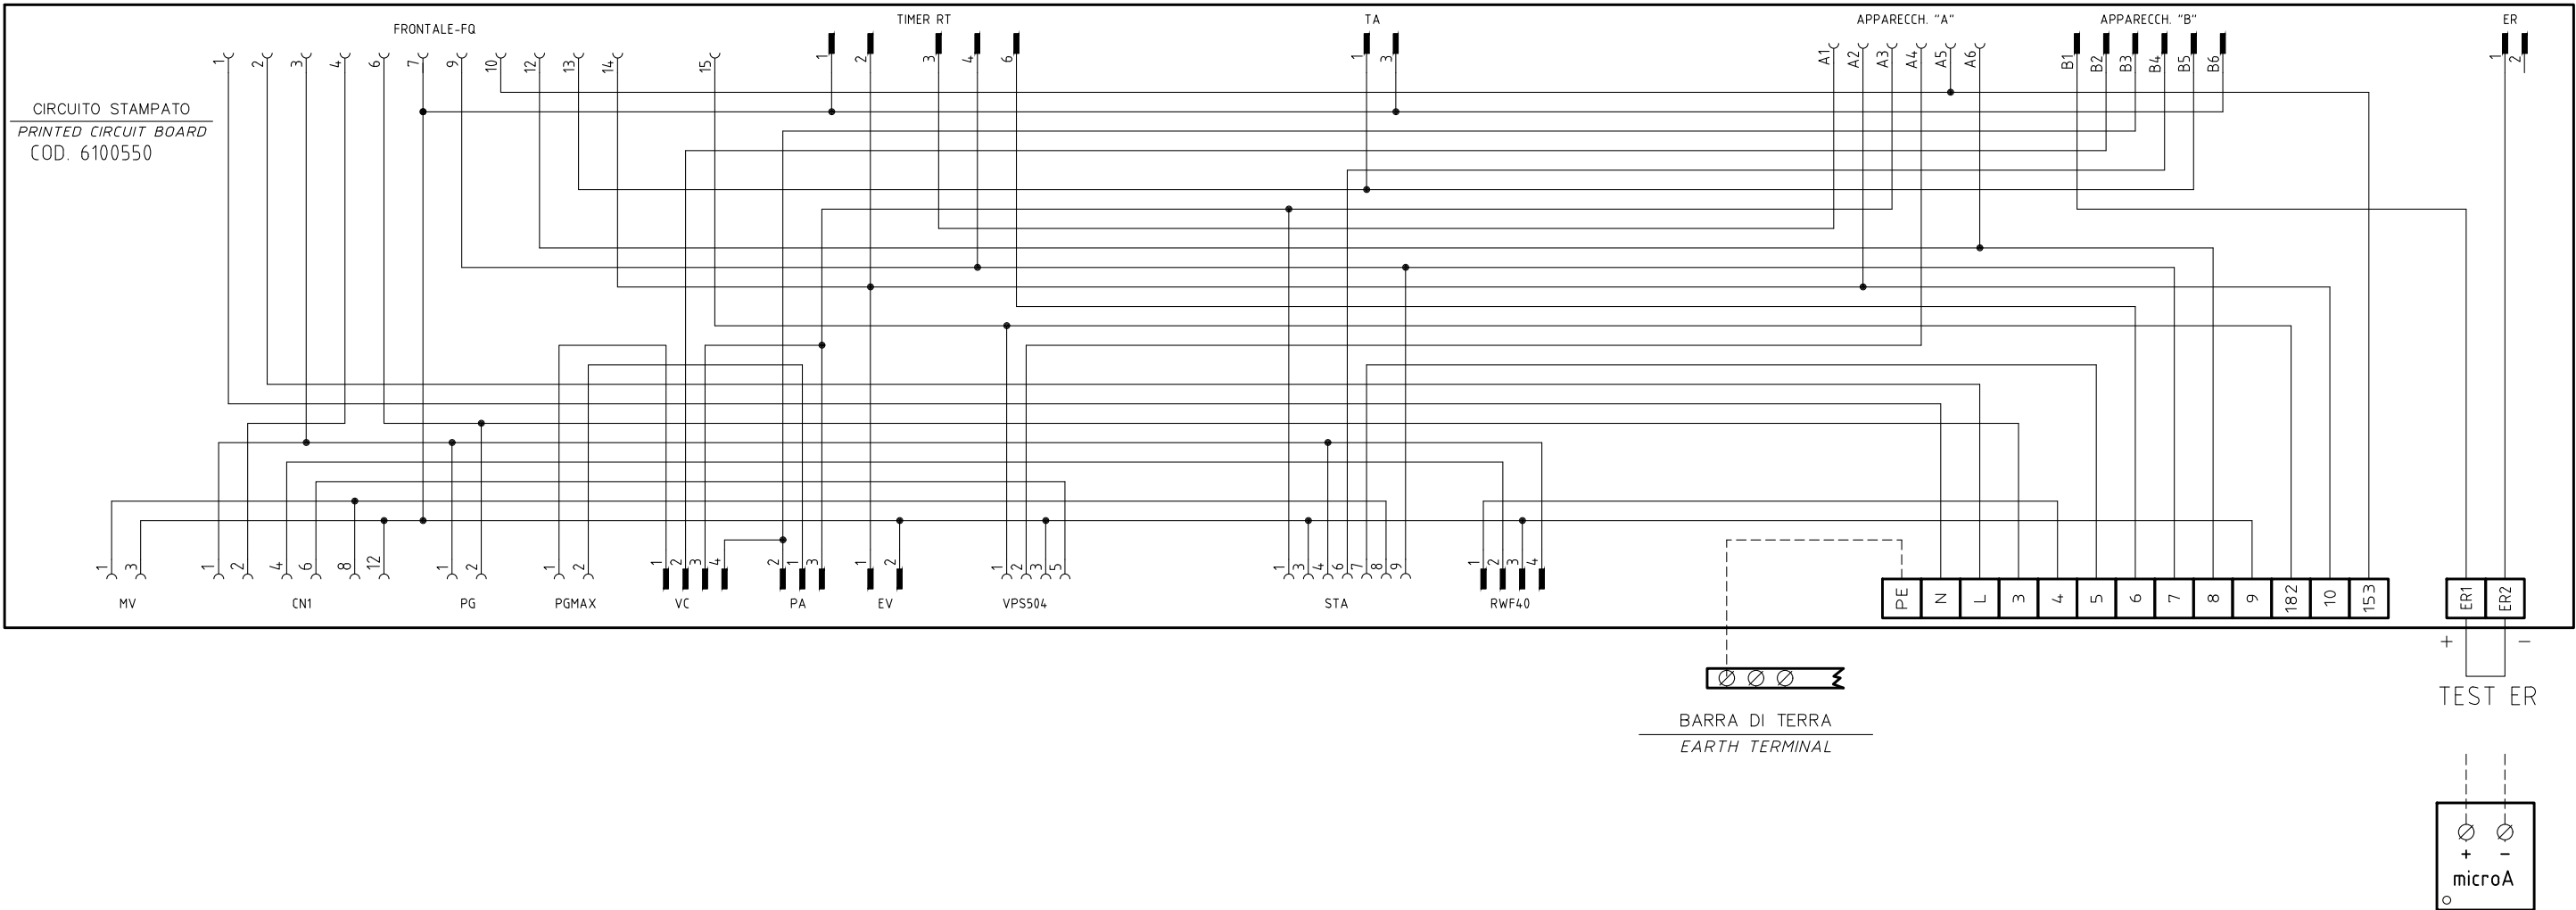 FRONTALE-FQ
TIMER RT
TA
APPARECCH. "A"
APPARECCH. "B"
ER
1 2 3 4 6 7 9 10 12 13 14 15
1 2 3 4 6
1 3
A1 A2 A3 A4 A5 A6
B1 B2 B3 B4 B5 B6
1 2
CIRCUITO STAMPATO
PRINTED CIRCUIT BOARD
COD. 6100550
1 3
1 2 4 6 8 12
1 2
1 2
1 2 3 4
2 1 3
1 2
1 2 3 5
1 3 4 6 7 8 9
1 2 3 4
MV
CN1
PG
PGMAX
VC
PA
EV
VPS504
STA
RWF40
PE N L 3 4 5 6 7 8 9 182 10 153
ER1 ER2
+ −
TEST ER
BARRA DI TERRA
EARTH TERMINAL
+ −
microA